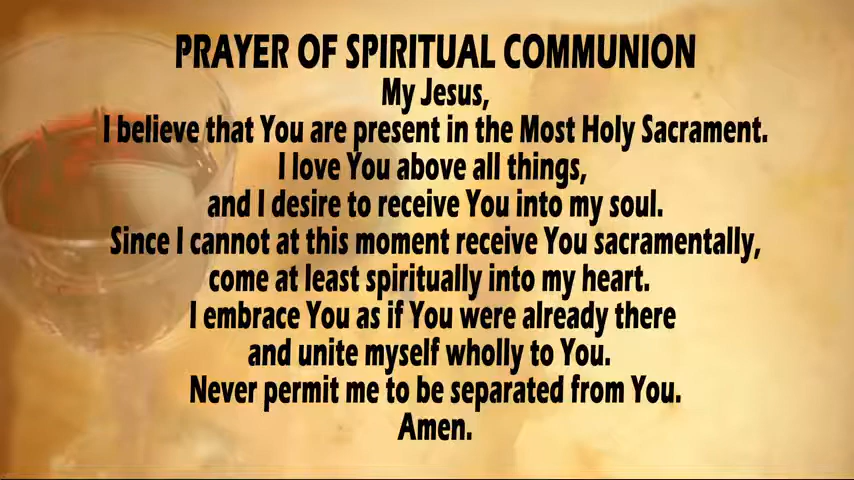 PRAYER OF SPIRITUAL COMMUNION
My Jesus,
I believe that You are present in the Most Holy Sacrament.
I love You above all things,
and I desire to receive You into my soul.
Since I cannot at this moment receive You sacramentally,
come at least spiritually into my heart.
I embrace You as if You were already there
and unite myself wholly to You.
Never permit me to be separated from You.
Amen.